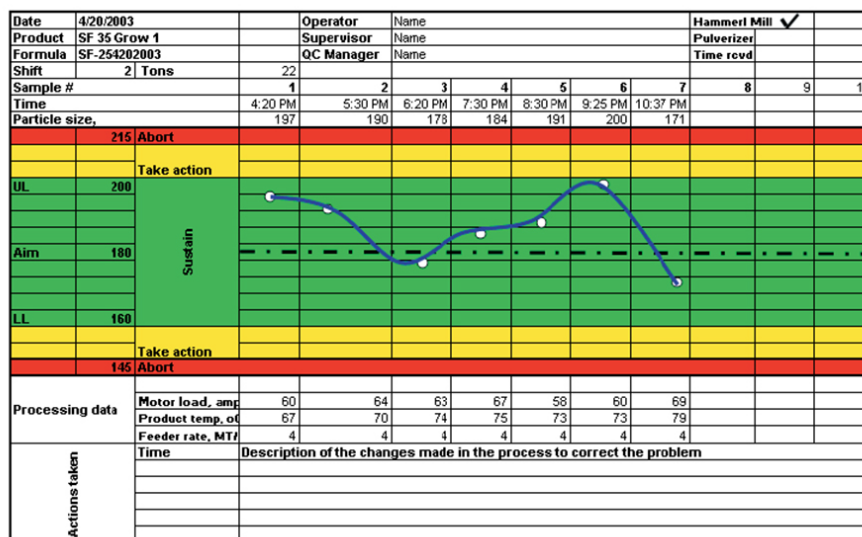 Date 4/20/2003 Operator Name Hammerl Mill ✓
Product SF 35 Grow 1 Supervisor Name Pulverizer
Formula SF-254202003 QC Manager Name Time rcvd
Shift 2 Tons 22
Sample # 1 2 3 4 5 6 7 8 9 1
Time 4:20 PM 5:30 PM 6:20 PM 7:30 PM 8:30 PM 9:25 PM 10:37 PM
Particle size, 197 190 178 184 191 200 171
215 Abort
Take action
UL 200
Sustain
Aim 180
LL 160
Take action
145 Abort
Processing data
Motor load, amp 60 64 63 67 58 60 69
Product temp, o 67 70 74 75 73 73 79
Feeder rate, MT/ 4 4 4 4 4 4 4
Actions taken
Time Description of the changes made in the process to correct the problem